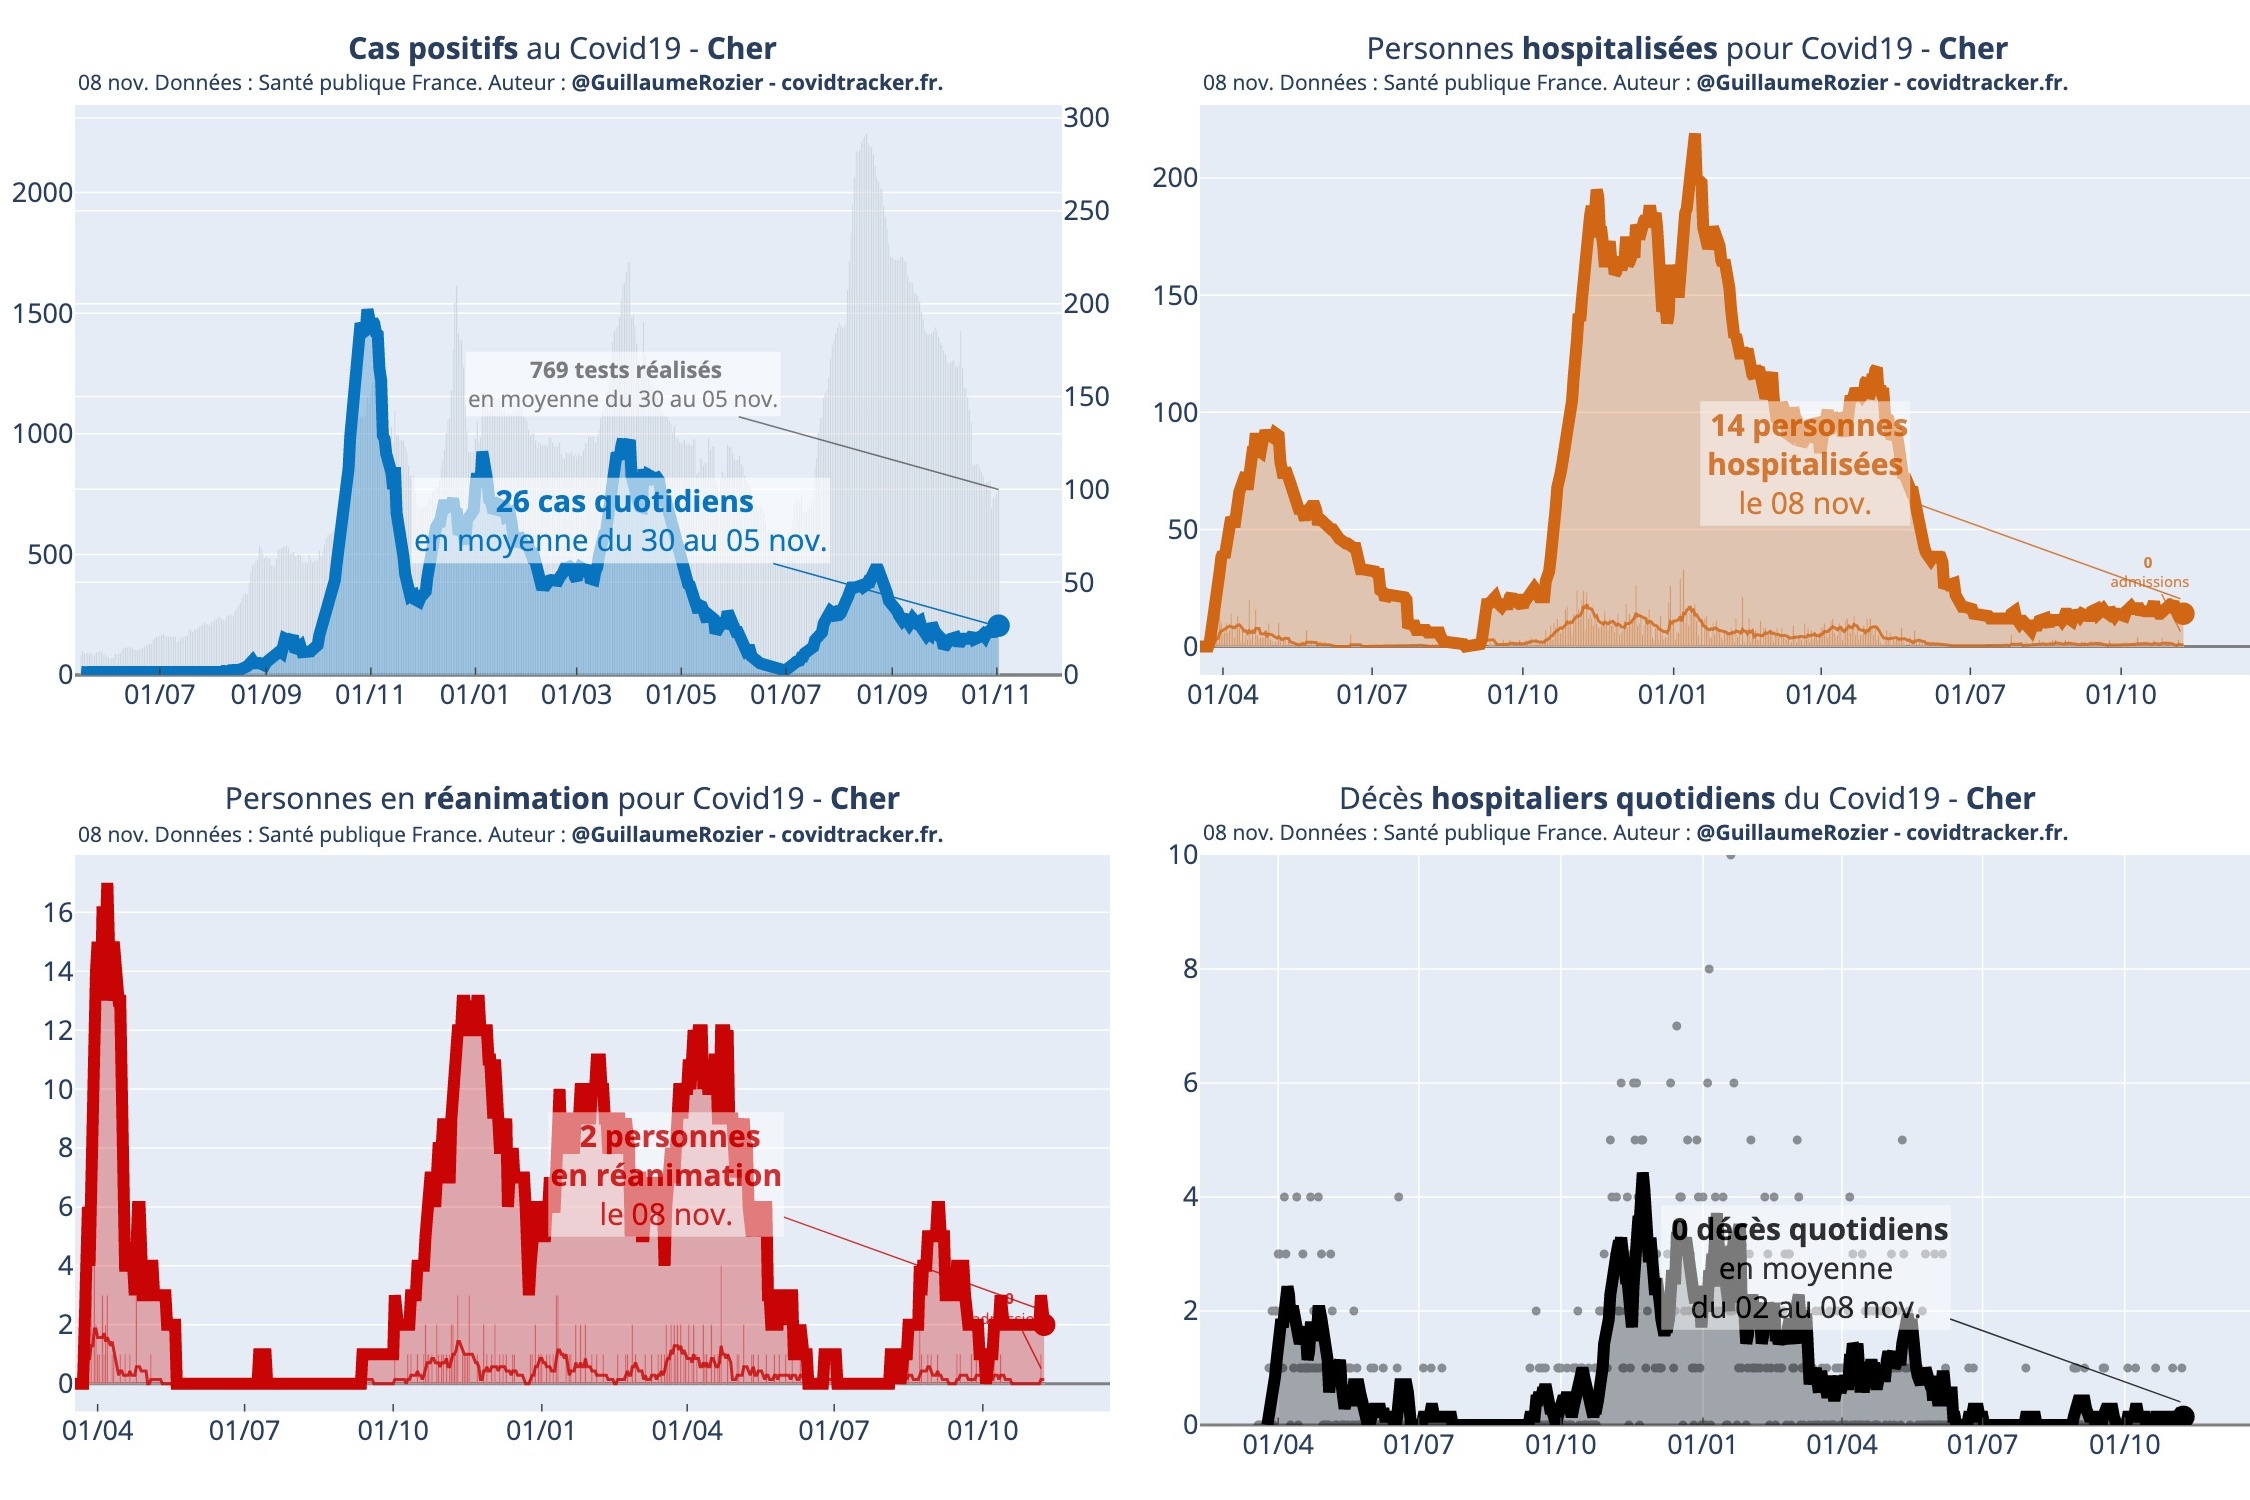 Cas positifs au Covid19 - Cher
08 nov. Données : Santé publique France. Auteur : @GuillaumeRozier - covidtracker.fr.
300
250
200
150
100
50
0
2000
1500
1000
500
0
769 tests réalisés
en moyenne du 30 au 05 nov.
26 cas quotidiens
en moyenne du 30 au 05 nov.
01/07 01/09 01/11 01/01 01/03 01/05 01/07 01/09 01/11
Personnes hospitalisées pour Covid19 - Cher
08 nov. Données : Santé publique France. Auteur : @GuillaumeRozier - covidtracker.fr.
200
150
100
50
0
14 personnes
hospitalisées
le 08 nov.
0
admissions
01/04 01/07 01/10 01/01 01/04 01/07 01/10
Personnes en réanimation pour Covid19 - Cher
08 nov. Données : Santé publique France. Auteur : @GuillaumeRozier - covidtracker.fr.
16
14
12
10
8
6
4
2
0
2 personnes
en réanimation
le 08 nov.
0
01/04 01/07 01/10 01/01 01/04 01/07 01/10
Décès hospitaliers quotidiens du Covid19 - Cher
08 nov. Données : Santé publique France. Auteur : @GuillaumeRozier - covidtracker.fr.
10
8
6
4
2
0
0 décès quotidiens
en moyenne
du 02 au 08 nov.
01/04 01/07 01/10 01/01 01/04 01/07 01/10